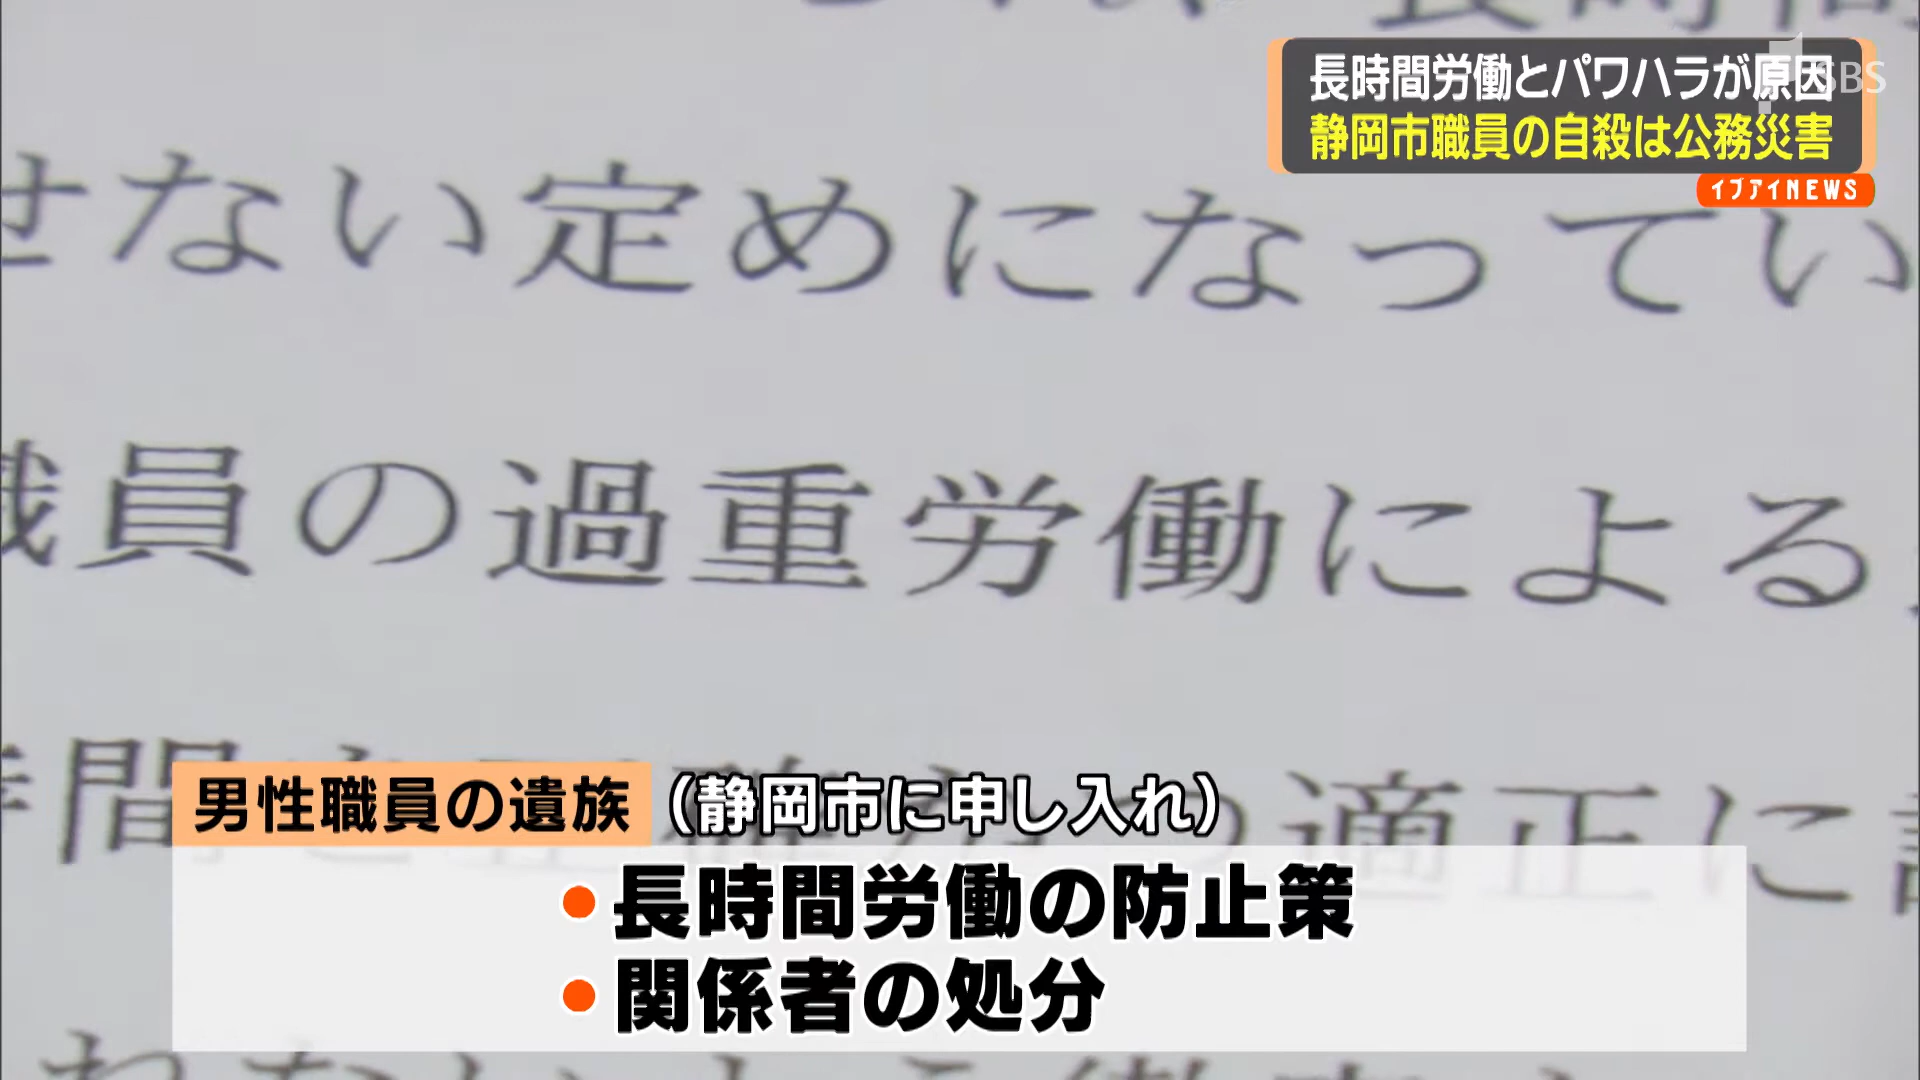 長時間労働とパワハラが原因
SBS
静岡市職員の自殺は公務災害
イブアイNEWS
せない定めになってい
職員の過重労働による
適正に
男性職員の遺族 (静岡市に申し入れ)
・長時間労働の防止策
・関係者の処分